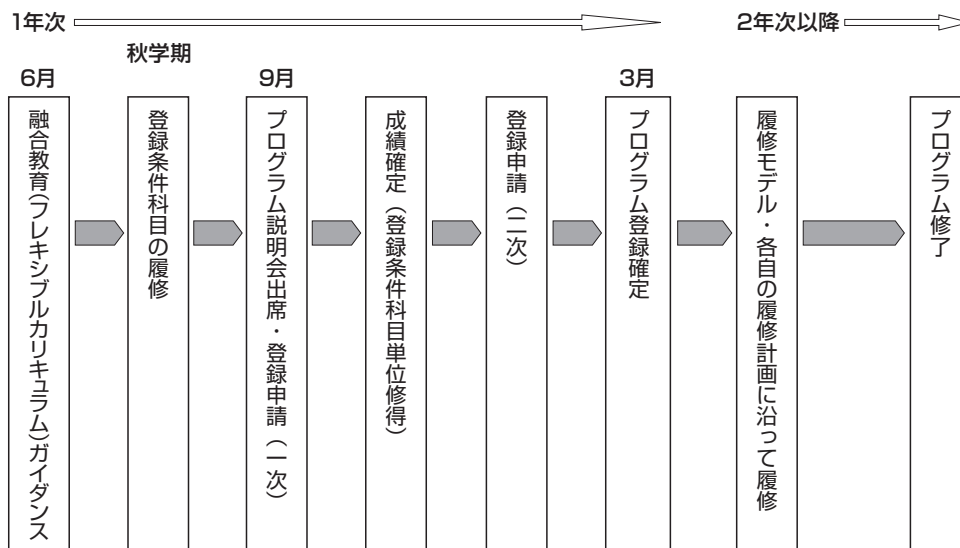 1年次
2年次以降
秋学期
6月
9月
3月
融合教育(フレキシブルカリキュラム)ガイダンス
登録条件科目の履修
プログラム説明会出席・登録申請(一次)
成績確定(登録条件科目単位修得)
登録申請(二次)
プログラム登録確定
履修モデル・各自の履修計画に沿って履修
プログラム修了